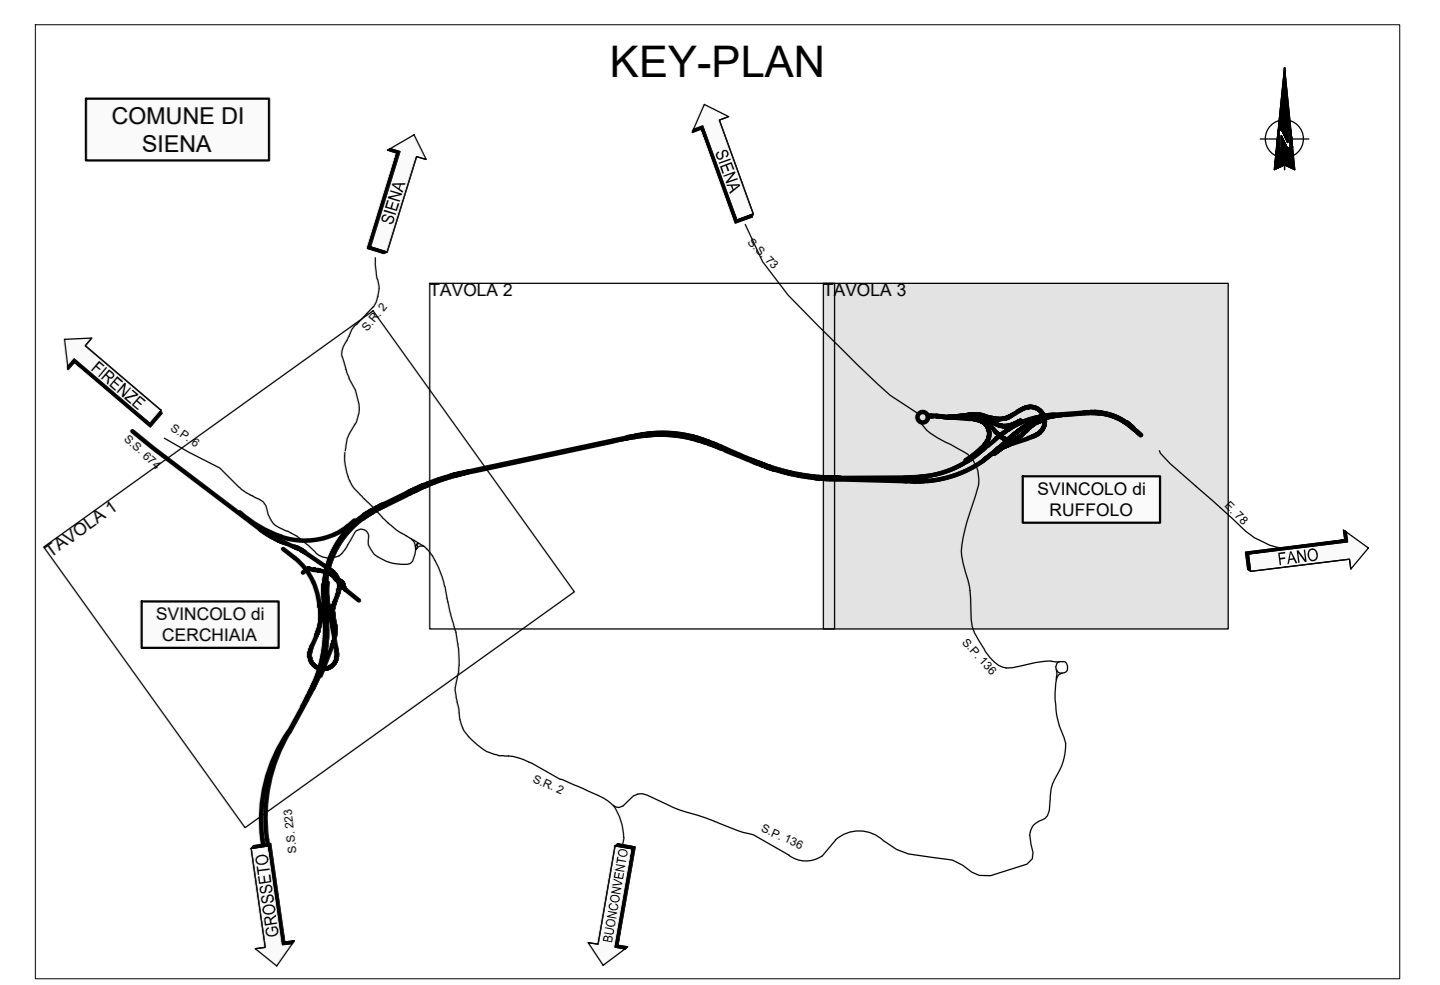 KEY-PLAN
COMUNE DI
SIENA
N
SIENA
SIENA
S.S. 73
TAVOLA 2
TAVOLA 3
S.R. 2
FIRENZE
S.P. 6
S.S. 674
TAVOLA 1
SVINCOLO di
RUFFOLO
E. 78
FANO
SVINCOLO di
CERCHIAIA
S.P. 136
S.R. 2
S.P. 136
S.S. 223
GROSSETO
BUONCONVENTO